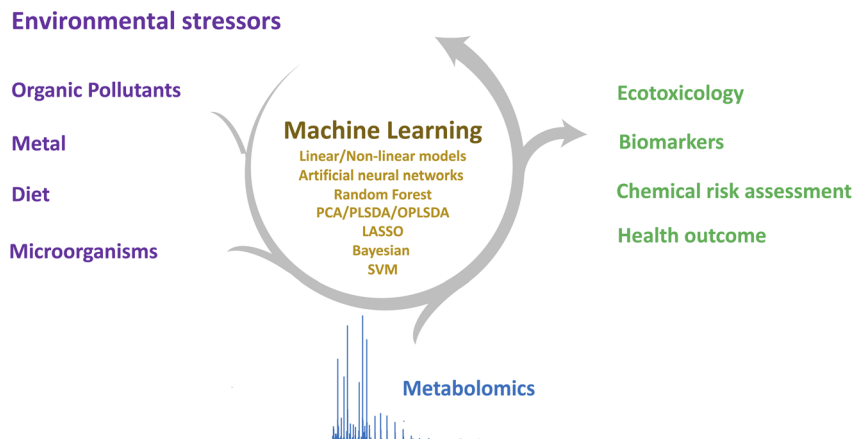 Environmental stressors
Organic Pollutants
Metal
Diet
Microorganisms
Machine Learning
Linear/Non-linear models
Artificial neural networks
Random Forest
PCA/PLSDA/OPLSDA
LASSO
Bayesian
SVM
Metabolomics
Ecotoxicology
Biomarkers
Chemical risk assessment
Health outcome